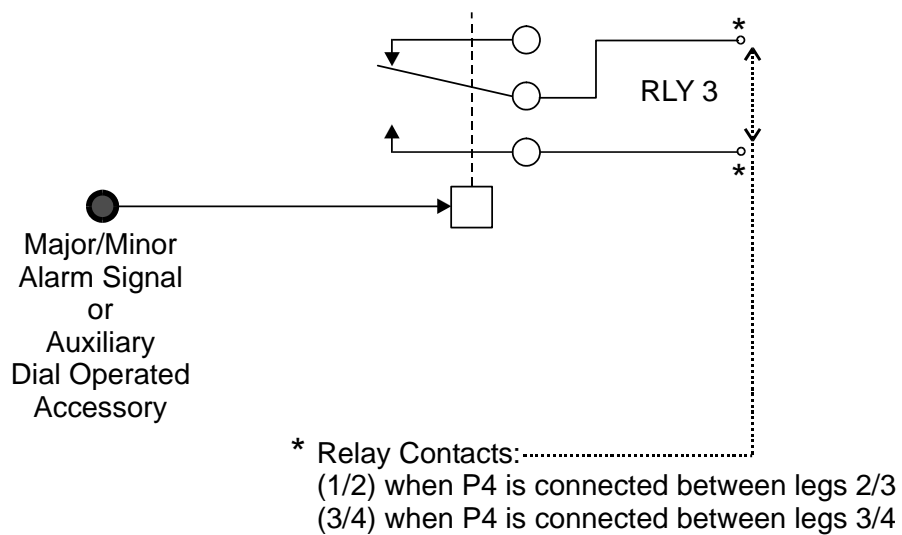 *
RLY 3
*
Major/Minor
Alarm Signal
or
Auxiliary
Dial Operated
Accessory
* Relay Contacts:
(1/2) when P4 is connected between legs 2/3
(3/4) when P4 is connected between legs 3/4